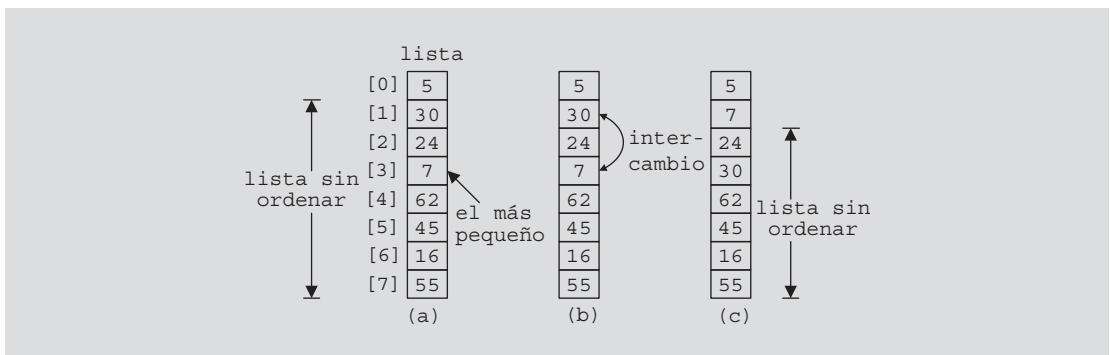 lista
[0] 5 5 5
[1] 30 30 7
[2] 24 24 24
inter-
cambio
[3] 7 7 30
lista sin
ordenar
[4] 62 62 62
el más
pequeño
lista sin
ordenar
[5] 45 45 45
[6] 16 16 16
[7] 55 55 55
(a) (b) (c)